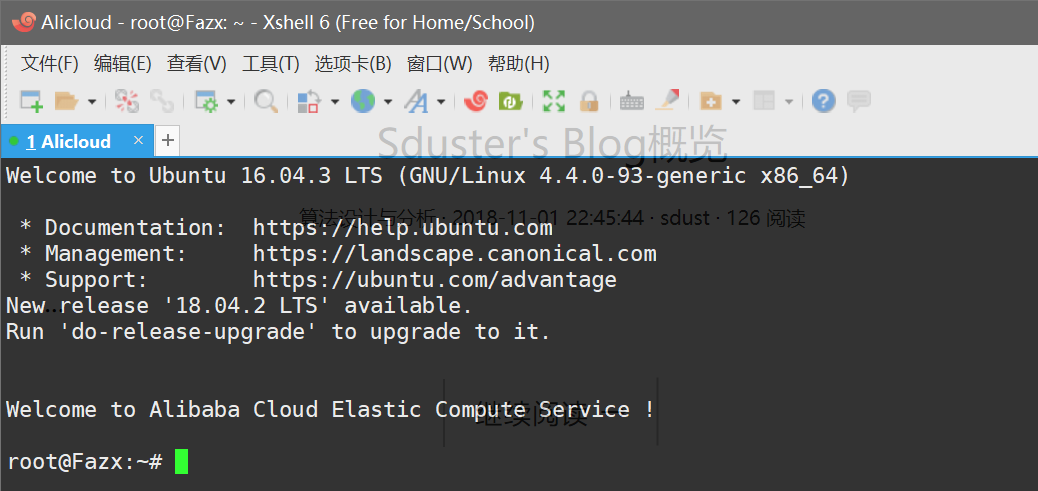 Alicloud - root@Fazx: ~ - Xshell 6 (Free for Home/School)
文件(F) 编辑(E) 查看(V) 工具(T) 选项卡(B) 窗口(W) 帮助(H)
1 Alicloud × +
Sduster's Blog概览
Welcome to Ubuntu 16.04.3 LTS (GNU/Linux 4.4.0-93-generic x86_64)
算法设计与分析 · 2018-11-01 22:45:44 · sdust · 126 阅读
* Documentation: https://help.ubuntu.com
* Management: https://landscape.canonical.com
* Support: https://ubuntu.com/advantage
New release '18.04.2 LTS' available.
...
Run 'do-release-upgrade' to upgrade to it.
Welcome to Alibaba Cloud Elastic Compute Service !
继续阅读
root@Fazx:~#